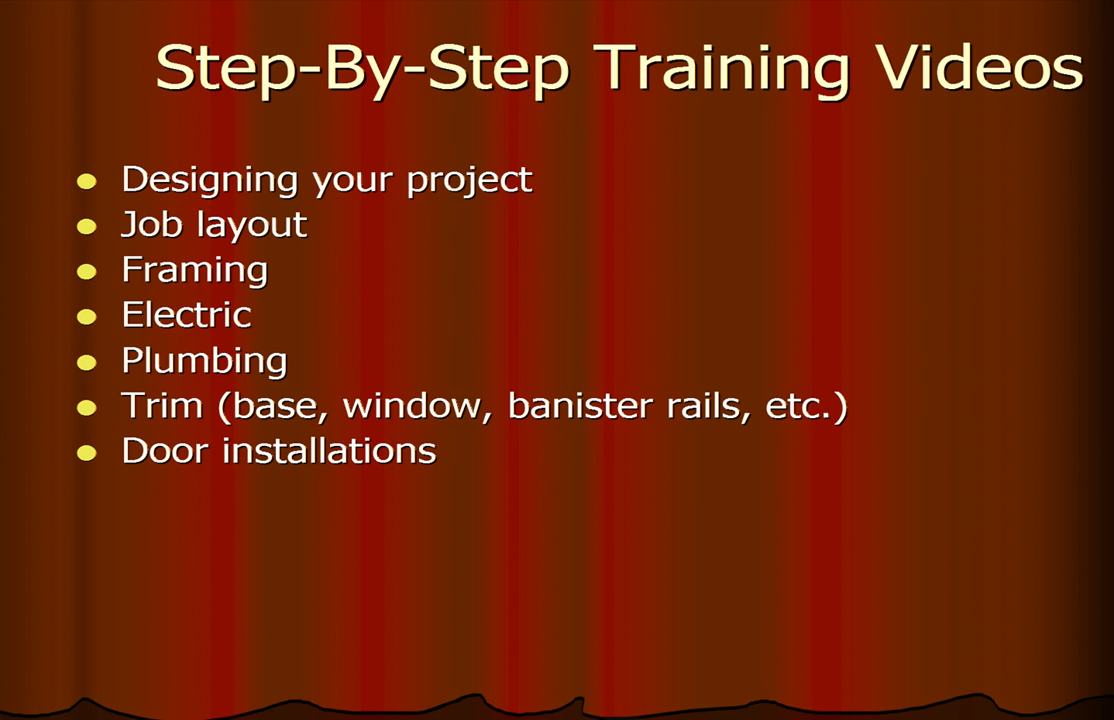 Step-By-Step Training Videos
Designing your project
Job layout
Framing
Electric
Plumbing
Trim (base, window, banister rails, etc.)
Door installations